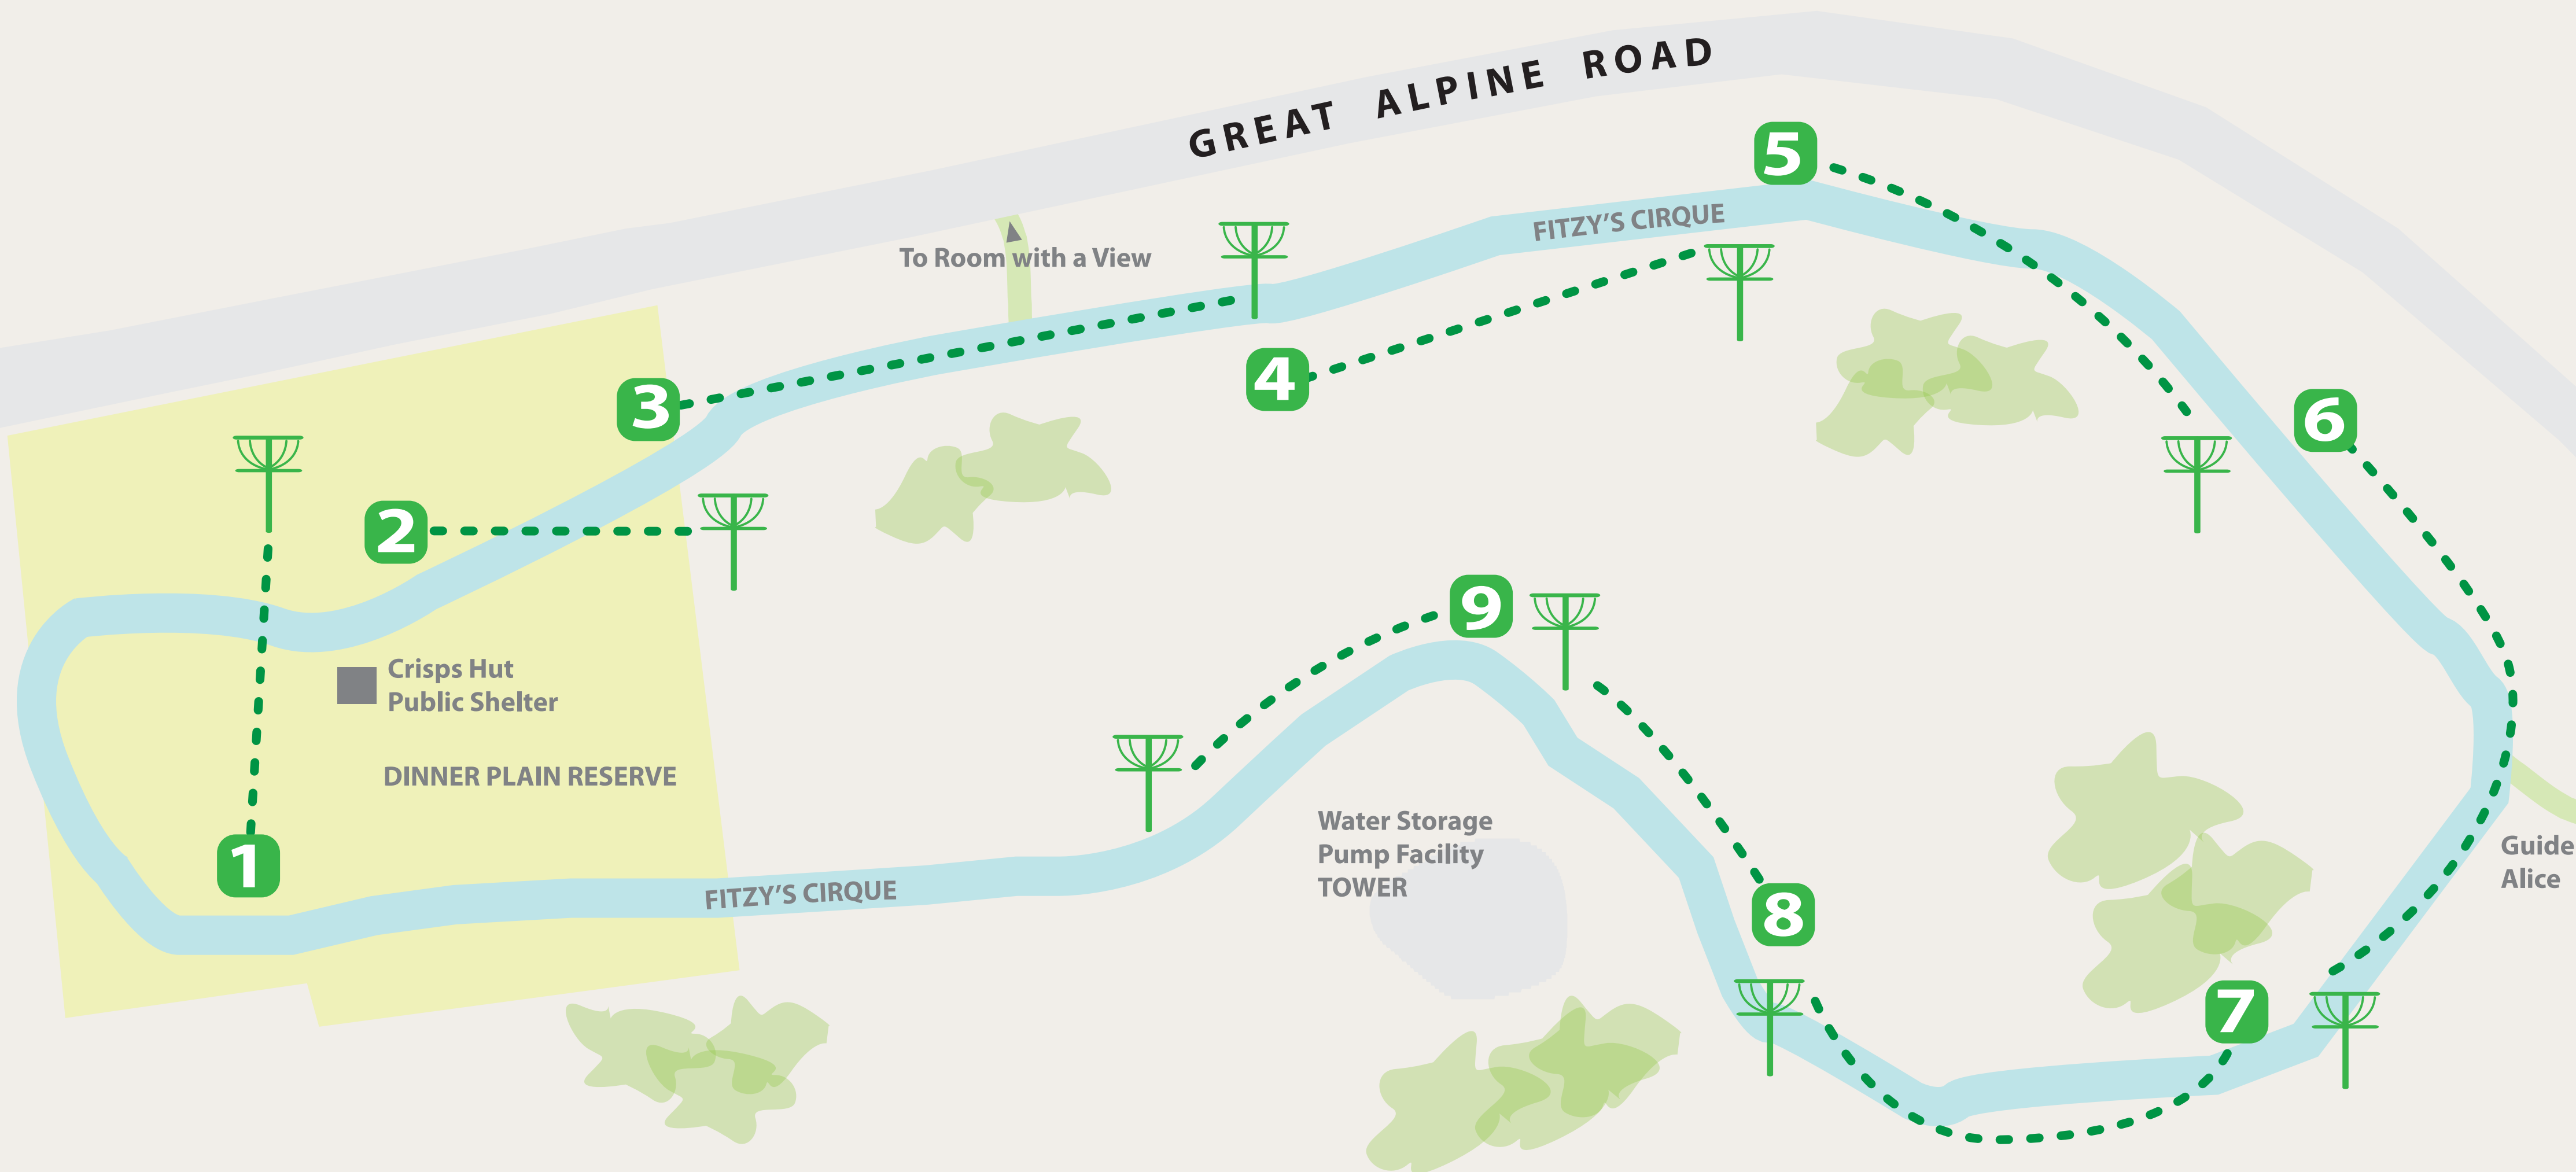 GREAT ALPINE ROAD
5
FITZY'S CIRQUE
To Room with a View
4
3
6
2
9
Crisps Hut
Public Shelter
DINNER PLAIN RESERVE
1
FITZY'S CIRQUE
Water Storage
Pump Facility
TOWER
8
Guide
Alice
7